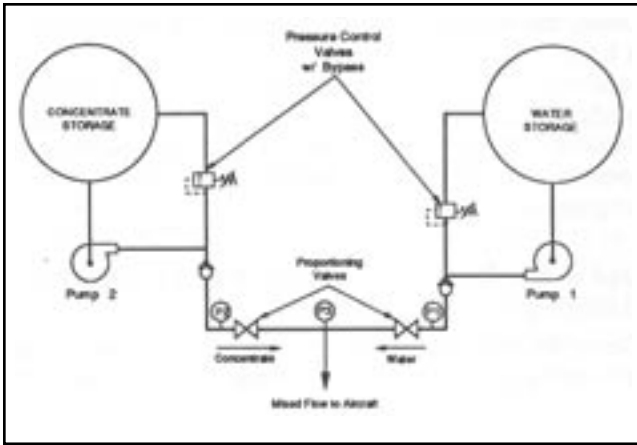 Pressure Control
Valves
w/ Bypass
CONCENTRATE
STORAGE
WATER
STORAGE
Proportioning
Valves
Pump 2
Pump 1
Concentrate
Water
Mixed Flow to Aircraft